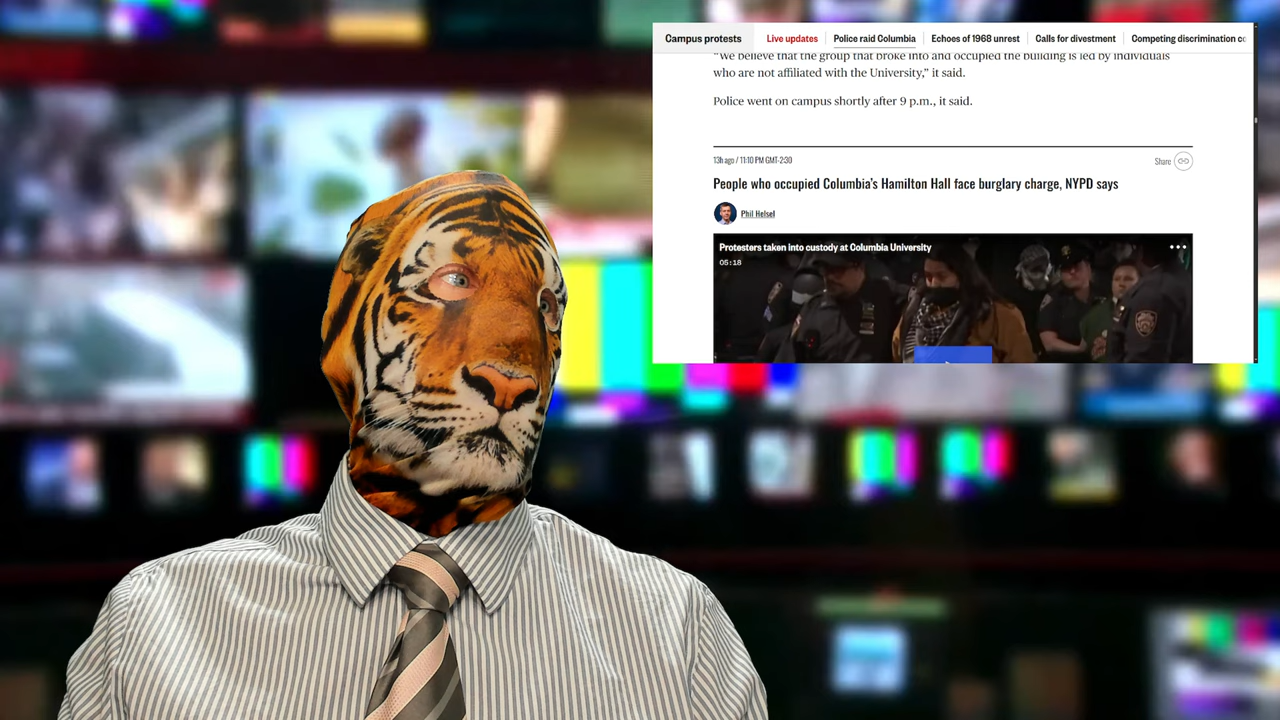 Campus protests Live updates Police raid Columbia Echoes of 1968 unrest Calls for divestment Competing discrimination
"We believe that the group that broke into and occupied the building is led by individuals
who are not affiliated with the University," it said.
Police went on campus shortly after 9 p.m., it said.
13h ago / 11:10 PM GMT-2:30
Share
People who occupied Columbia's Hamilton Hall face burglary charge, NYPD says
Phil Helsel
Protesters taken into custody at Columbia University
05:18